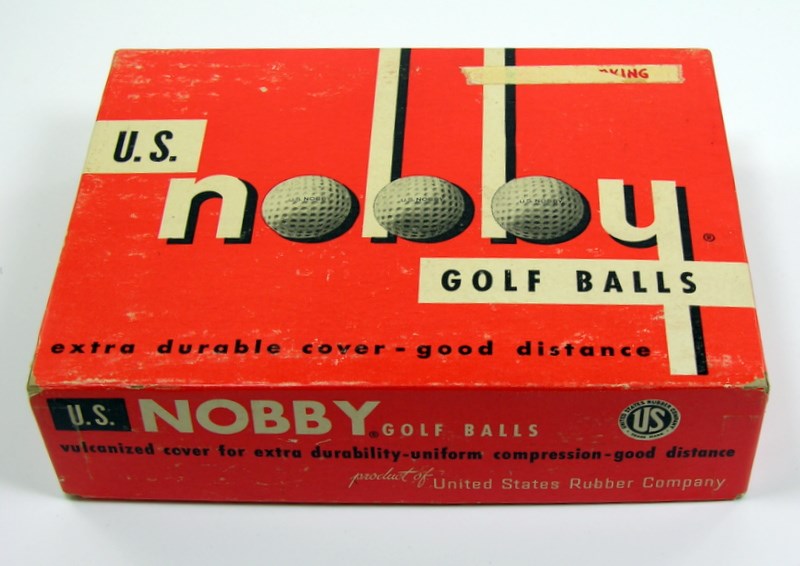 U.S.
nobby®
GOLF BALLS
extra durable cover - good distance
U.S. NOBBY® GOLF BALLS
US
vulcanized cover for extra durability-uniform compression-good distance
product of United States Rubber Company